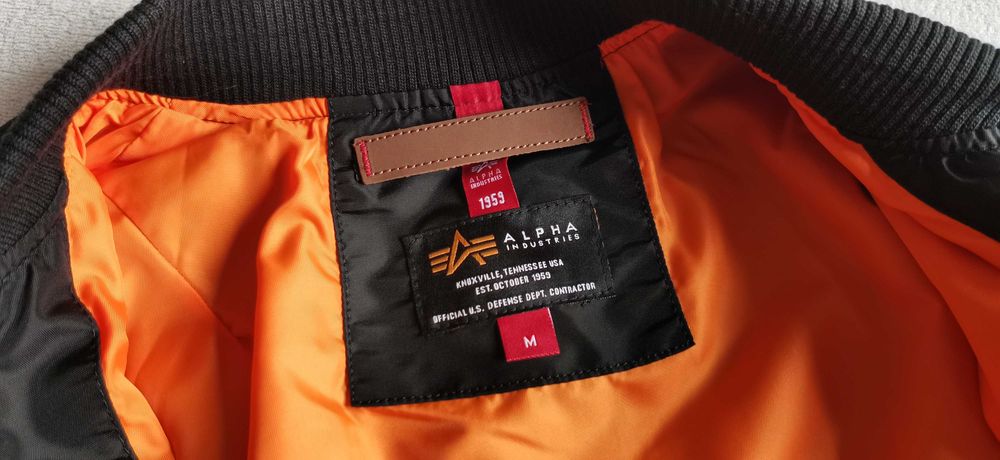 ALPHA
INDUSTRIES
1959
ALPHA
INDUSTRIES
KNOXVILLE, TENNESSEE USA
EST. OCTOBER 1959
OFFICIAL U.S. DEFENSE DEPT. CONTRACTOR
M